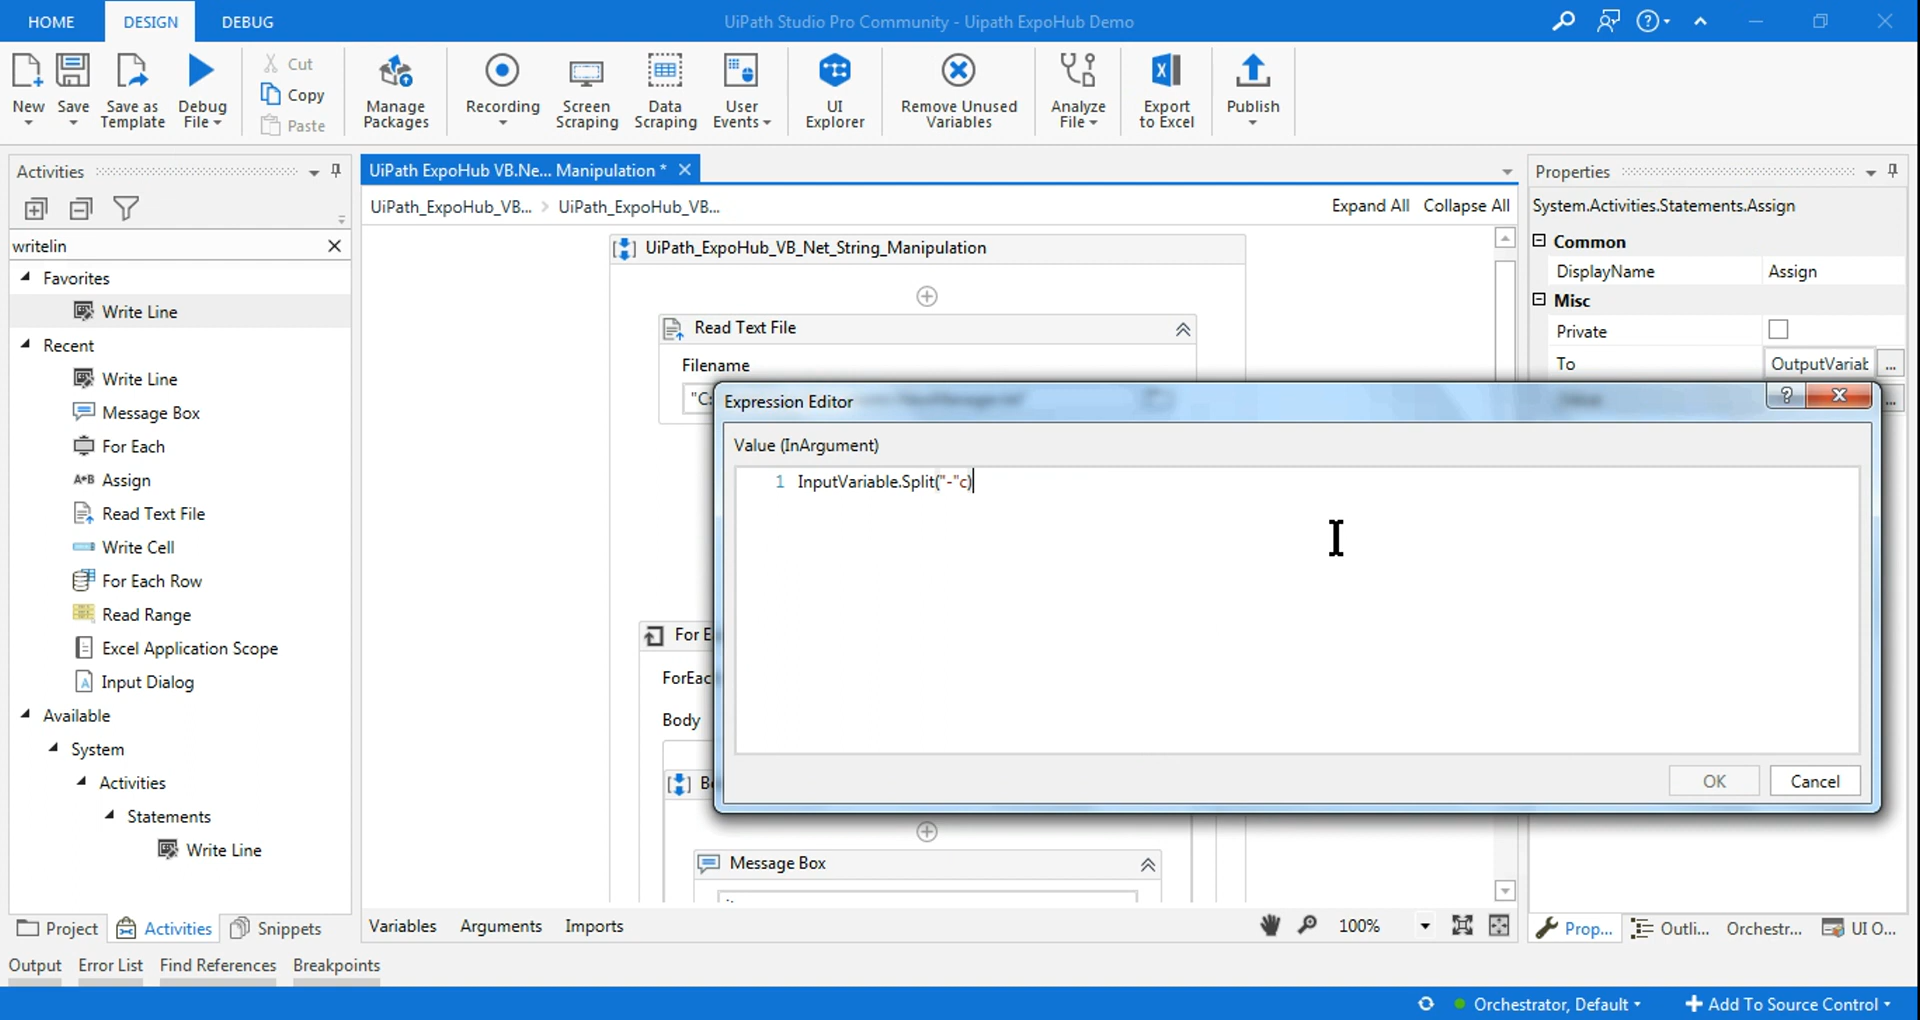 HOME DESIGN DEBUG
UiPath Studio Pro Community - Uipath ExpoHub Demo
New
Save
Save as Template
Debug File
Cut
Copy
Paste
Manage Packages
Recording
Screen Scraping
Data Scraping
User Events
UI Explorer
Remove Unused Variables
Analyze File
Export to Excel
Publish
Activities
writelin
Favorites
Write Line
Recent
Write Line
Message Box
For Each
A*B Assign
Read Text File
Write Cell
For Each Row
Read Range
Excel Application Scope
Input Dialog
Available
System
Activities
Statements
Write Line
Project Activities Snippets
UiPath ExpoHub VB.Ne... Manipulation *
UiPath_ExpoHub_VB... > UiPath_ExpoHub_VB...
Expand All Collapse All
UiPath_ExpoHub_VB_Net_String_Manipulation
Read Text File
Filename
"C:
For E
ForEac
Body
Message Box
Expression Editor
Value (InArgument)
1 InputVariable.Split("-"c)
OK Cancel
Variables Arguments Imports
100%
Properties
System.Activities.Statements.Assign
Common
DisplayName Assign
Misc
Private
To OutputVariab ...
Prop... Outli... Orchestr... UI O...
Output Error List Find References Breakpoints
Orchestrator, Default
Add To Source Control